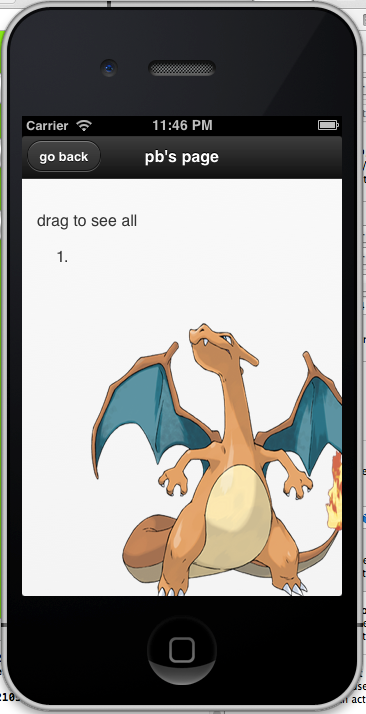 Carrier 11:46 PM
go back pb's page
drag to see all
1.